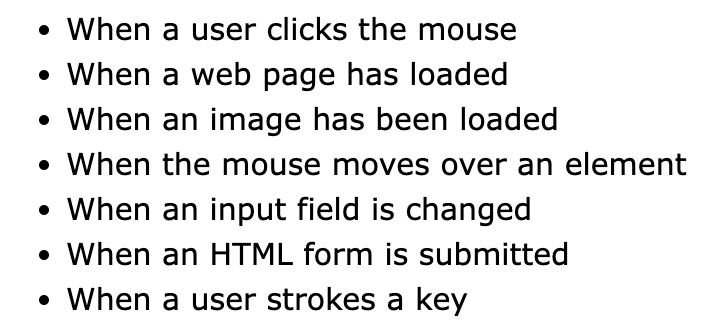 • When a user clicks the mouse
• When a web page has loaded
• When an image has been loaded
• When the mouse moves over an element
• When an input field is changed
• When an HTML form is submitted
• When a user strokes a key